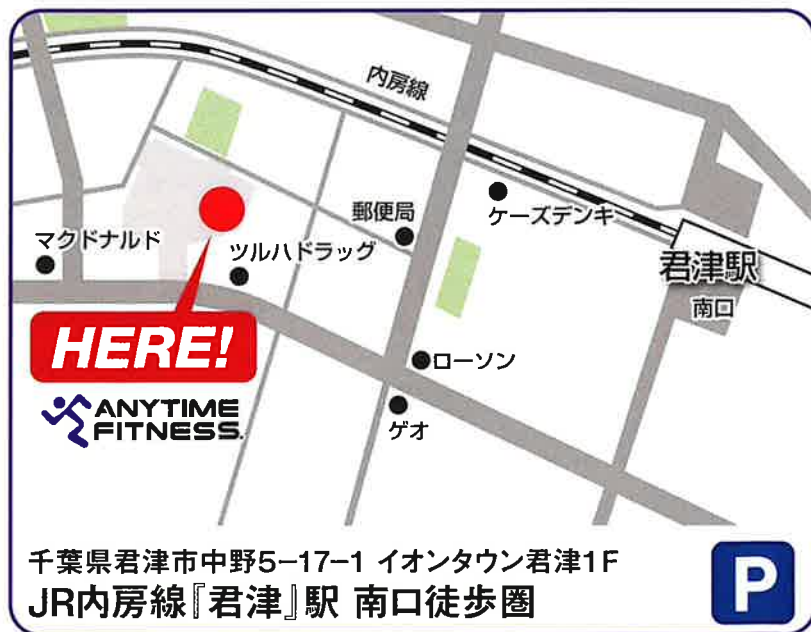 内房線
郵便局
ケーズデンキ
マクドナルド
ツルハドラッグ
君津駅
南口
HERE!
ローソン
ANYTIME
FITNESS.
ゲオ
千葉県君津市中野5−17−1 イオンタウン君津1F
JR内房線『君津』駅 南口徒歩圏
P